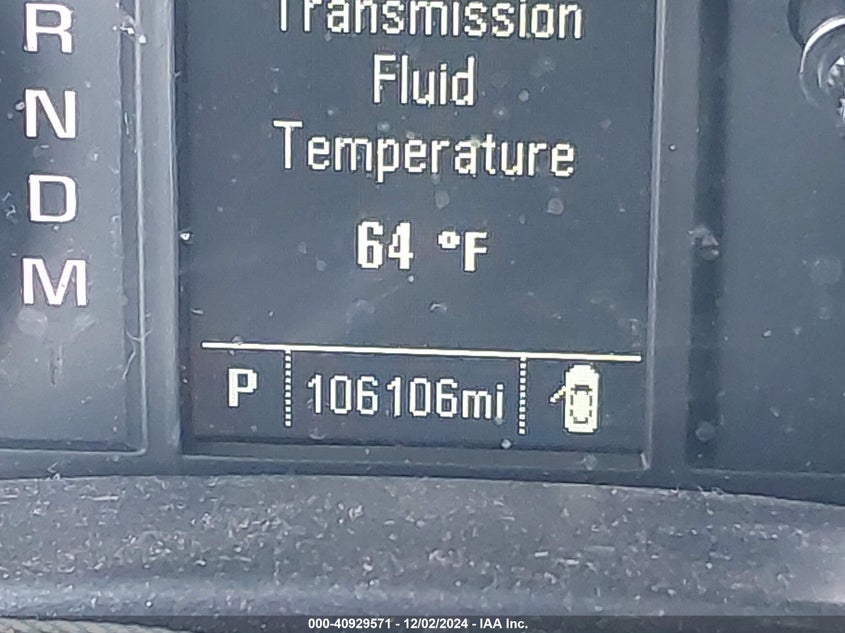 R
N
D
M
Transmission
Fluid
Temperature
64 °F
P 106106mi
000-40929571 - 12/02/2024 - IAA Inc.